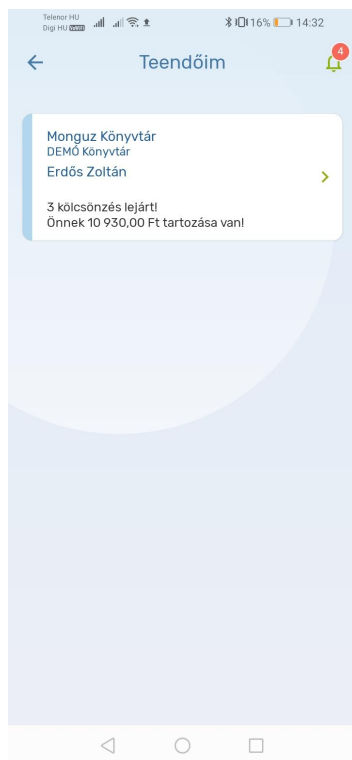 Telenor HU
Digi HU VoWiFi
16% 14:32
Teendőim
4
Monguz Könyvtár
DEMÓ Könyvtár
Erdős Zoltán
3 kölcsönzés lejárt!
Önnek 10 930,00 Ft tartozása van!